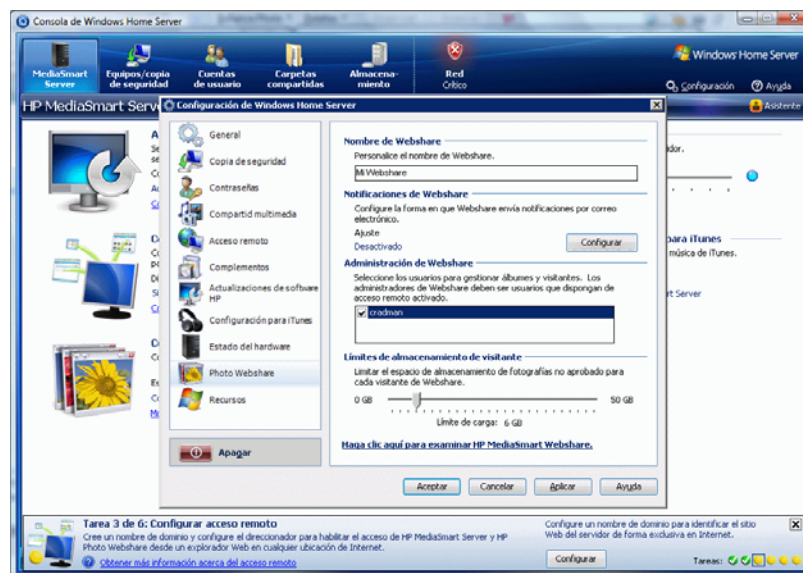 Consola de Windows Home Server
MediaSmart
Server
Equipos/copia
de seguridad
Cuentas
de usuario
Carpetas
compartidas
Almacena-
miento
Red
Crítico
Windows Home Server
Configuración
Ayuda
HP MediaSmart Serv
Asistente
Configuración de Windows Home Server
General
Copia de seguridad
Contraseñas
Compartid multimedia
Acceso remoto
Complementos
Actualizaciones de software
HP
Configuración para iTunes
Estado del hardware
Photo Webshare
Recursos
Apagar
Nombre de Webshare
Personalice el nombre de Webshare.
Mi Webshare
Notificaciones de Webshare
Configure la forma en que Webshare envía notificaciones por correo
electrónico.
Ajuste
Desactivado
Configurar
Administración de Webshare
Seleccione los usuarios para gestionar álbumes y visitantes. Los
administradores de Webshare deben ser usuarios que dispongan de
acceso remoto activado.
cradman
Límites de almacenamiento de visitante
Limitar el espacio de almacenamiento de fotografías no aprobado para
cada visitante de Webshare.
0 GB
50 GB
Límite de carga: 6 GB
Haga clic aquí para examinar HP MediaSmart Webshare.
Aceptar
Cancelar
Aplicar
Ayuda
dor.
para iTunes
música de iTunes.
rt Server
Tarea 3 de 6: Configurar acceso remoto
Cree un nombre de dominio y configure el direccionador para habilitar el acceso de HP MediaSmart Server y HP
Photo Webshare desde un explorador Web en cualquier ubicación de Internet.
Obtener más información acerca del acceso remoto
Configure un nombre de dominio para identificar el sitio
Web del servidor de forma exclusiva en Internet.
Configurar
Tareas: